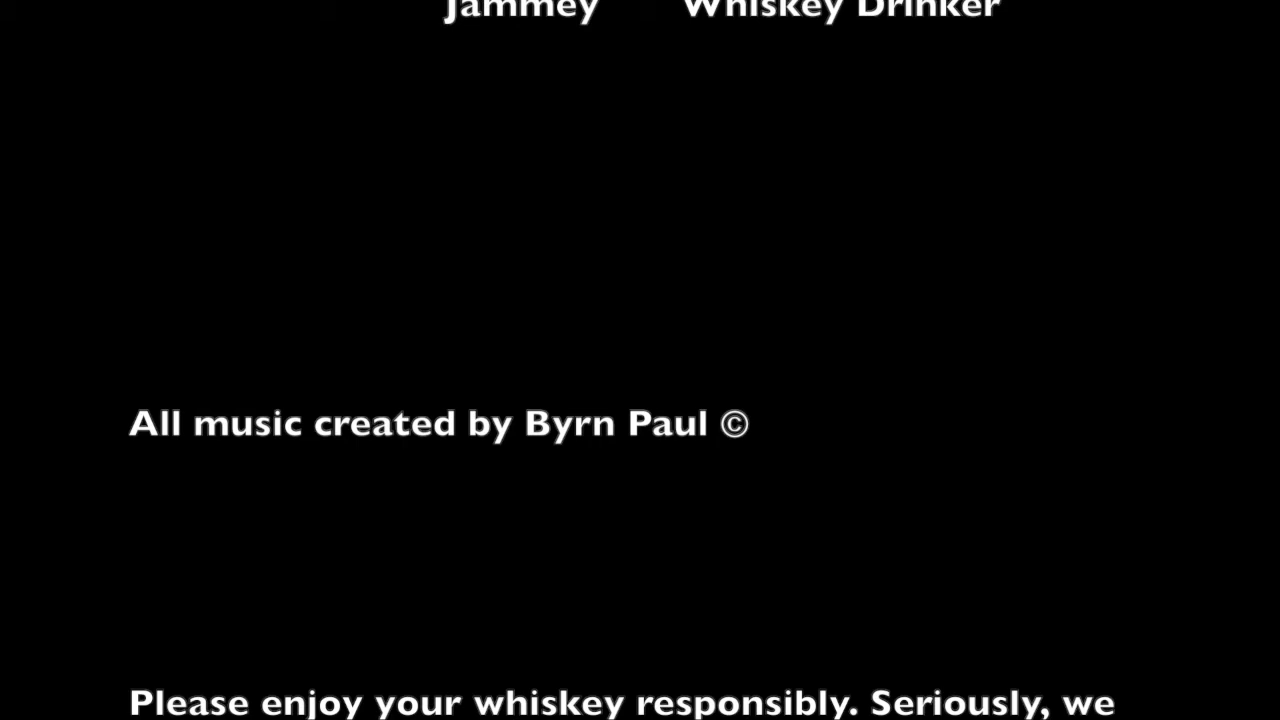 Jammey Whiskey Drinker
All music created by Byrn Paul ©
Please enjoy your whiskey responsibly. Seriously, we